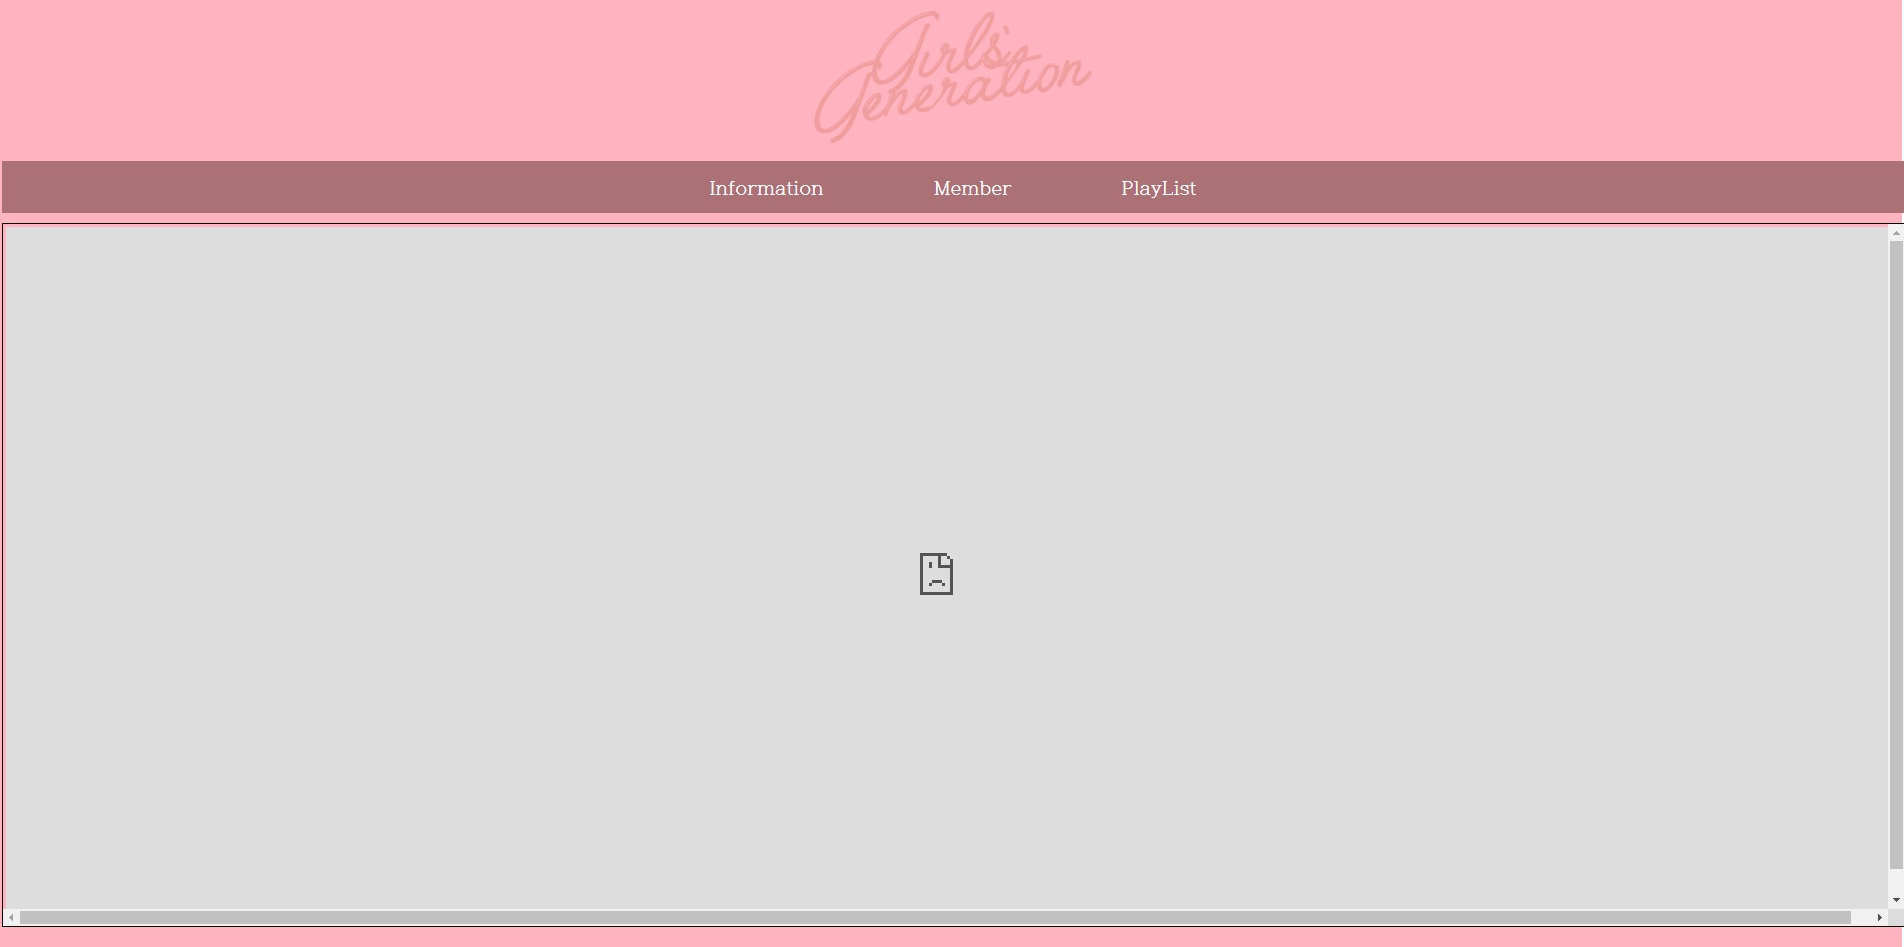 Girls'
Generation
Information Member PlayList